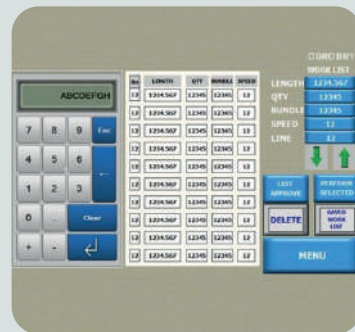 WORK LIST
ABCDEFGH
7 8 9 Esc
4 5 6
1 2 3
0 . Clear
+ -
No LENGTH QTY BUNDLE SPEED
12 1234.567 12345 12345 12
12 1234.567 12345 12345 12
12 1234.567 12345 12345 12
12 1234.567 12345 12345 12
12 1234.567 12345 12345 12
12 1234.567 12345 12345 12
12 1234.567 12345 12345 12
12 1234.567 12345 12345 12
12 1234.567 12345 12345 12
12 1234.567 12345 12345 12
LENGTH 1234.567
QTY 12345
BUNDLE 12345
SPEED 12
LINE 12
LIST APPROVE
PERFORM SELECTED
DELETE
SAVED WORK LIST
MENU